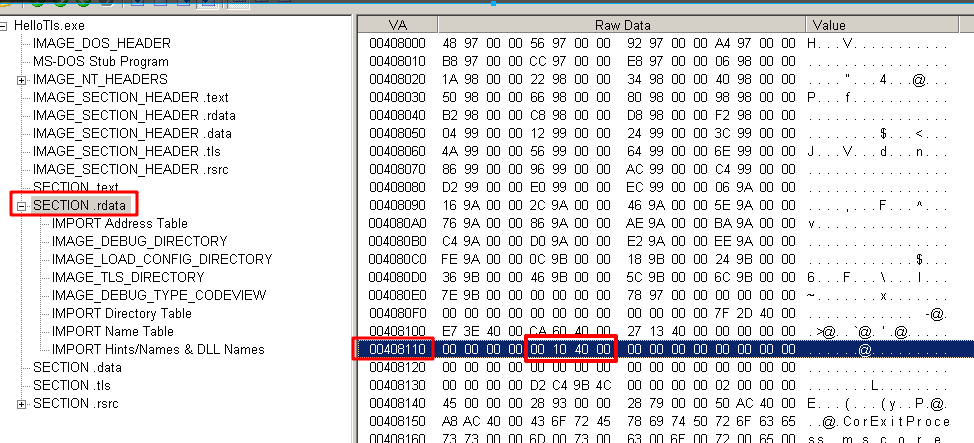 HelloTls.exe
IMAGE_DOS_HEADER
MS-DOS Stub Program
IMAGE_NT_HEADERS
IMAGE_SECTION_HEADER .text
IMAGE_SECTION_HEADER .rdata
IMAGE_SECTION_HEADER .data
IMAGE_SECTION_HEADER .tls
IMAGE_SECTION_HEADER .rsrc
SECTION .text
SECTION .rdata
IMPORT Address Table
IMAGE_DEBUG_DIRECTORY
IMAGE_LOAD_CONFIG_DIRECTORY
IMAGE_TLS_DIRECTORY
IMAGE_DEBUG_TYPE_CODEVIEW
IMPORT Directory Table
IMPORT Name Table
IMPORT Hints/Names & DLL Names
SECTION .data
SECTION .tls
SECTION .rsrc
VA Raw Data Value
00408000 48 97 00 00 56 97 00 00 92 97 00 00 A4 97 00 00 H...V...........
00408010 B8 97 00 00 CC 97 00 00 E8 97 00 00 06 98 00 00 ................
00408020 1A 98 00 00 22 98 00 00 34 98 00 00 40 98 00 00 ...."...4...@...
00408030 50 98 00 00 66 98 00 00 80 98 00 00 98 98 00 00 P...f...........
00408040 B2 98 00 00 C8 98 00 00 D8 98 00 00 F2 98 00 00 ................
00408050 04 99 00 00 12 99 00 00 24 99 00 00 3C 99 00 00 ........$...<...
00408060 4A 99 00 00 56 99 00 00 64 99 00 00 6E 99 00 00 J...V...d...n...
00408070 86 99 00 00 96 99 00 00 AC 99 00 00 C4 99 00 00 ................
00408080 D2 99 00 00 E0 99 00 00 EC 99 00 00 06 9A 00 00 ................
00408090 16 9A 00 00 2C 9A 00 00 46 9A 00 00 5E 9A 00 00 ....,...F...^...
004080A0 76 9A 00 00 86 9A 00 00 AE 9A 00 00 BA 9A 00 00 v...............
004080B0 C4 9A 00 00 D0 9A 00 00 E2 9A 00 00 EE 9A 00 00 ................
004080C0 FE 9A 00 00 0C 9B 00 00 18 9B 00 00 24 9B 00 00 ............$...
004080D0 36 9B 00 00 46 9B 00 00 5C 9B 00 00 6C 9B 00 00 6...F...\...l...
004080E0 7E 9B 00 00 00 00 00 00 78 97 00 00 00 00 00 00 ~.......x.......
004080F0 00 00 00 00 00 00 00 00 00 00 00 00 7F 2D 40 00 .............-@.
00408100 E7 3E 40 00 CA 60 40 00 27 13 40 00 00 00 00 00 .>@..`@.'.@.....
00408110 00 00 00 00 00 10 40 00 00 00 00 00 00 00 00 00 ......@.........
00408120 00 00 00 00 00 00 00 00 00 00 00 00 00 00 00 00 ................
00408130 00 00 00 00 D2 C4 9B 4C 00 00 00 00 02 00 00 00 .......L........
00408140 45 00 00 00 28 93 00 00 28 79 00 00 50 AC 40 00 E...(...(y..P.@.
00408150 A8 AC 40 00 43 6F 72 45 78 69 74 50 72 6F 63 65 ..@.CorExitProce
00408160 73 73 00 00 6D 00 73 00 63 00 6F 00 72 00 65 00 ss..m.s.c.o.r.e.